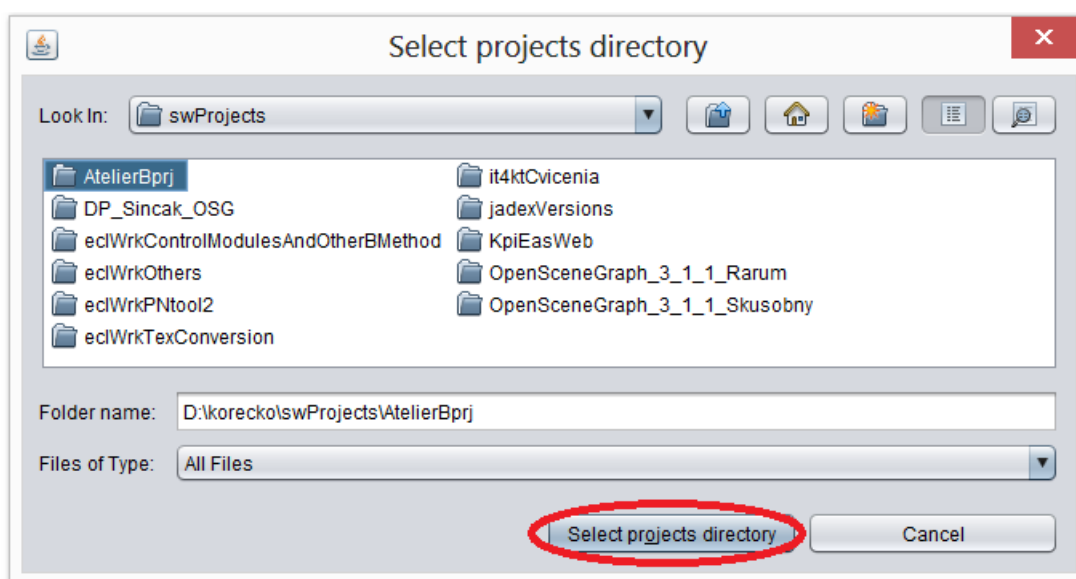 Select projects directory
Look In: swProjects
AtelierBprj
DP_Sincak_OSG
eclWrkControlModulesAndOtherBMethod
eclWrkOthers
eclWrkPNtool2
eclWrkTexConversion
it4ktCvicenia
jadexVersions
KpiEasWeb
OpenSceneGraph_3_1_1_Rarum
OpenSceneGraph_3_1_1_Skusobny
Folder name: D:\korecko\swProjects\AtelierBprj
Files of Type: All Files
Select projects directory Cancel